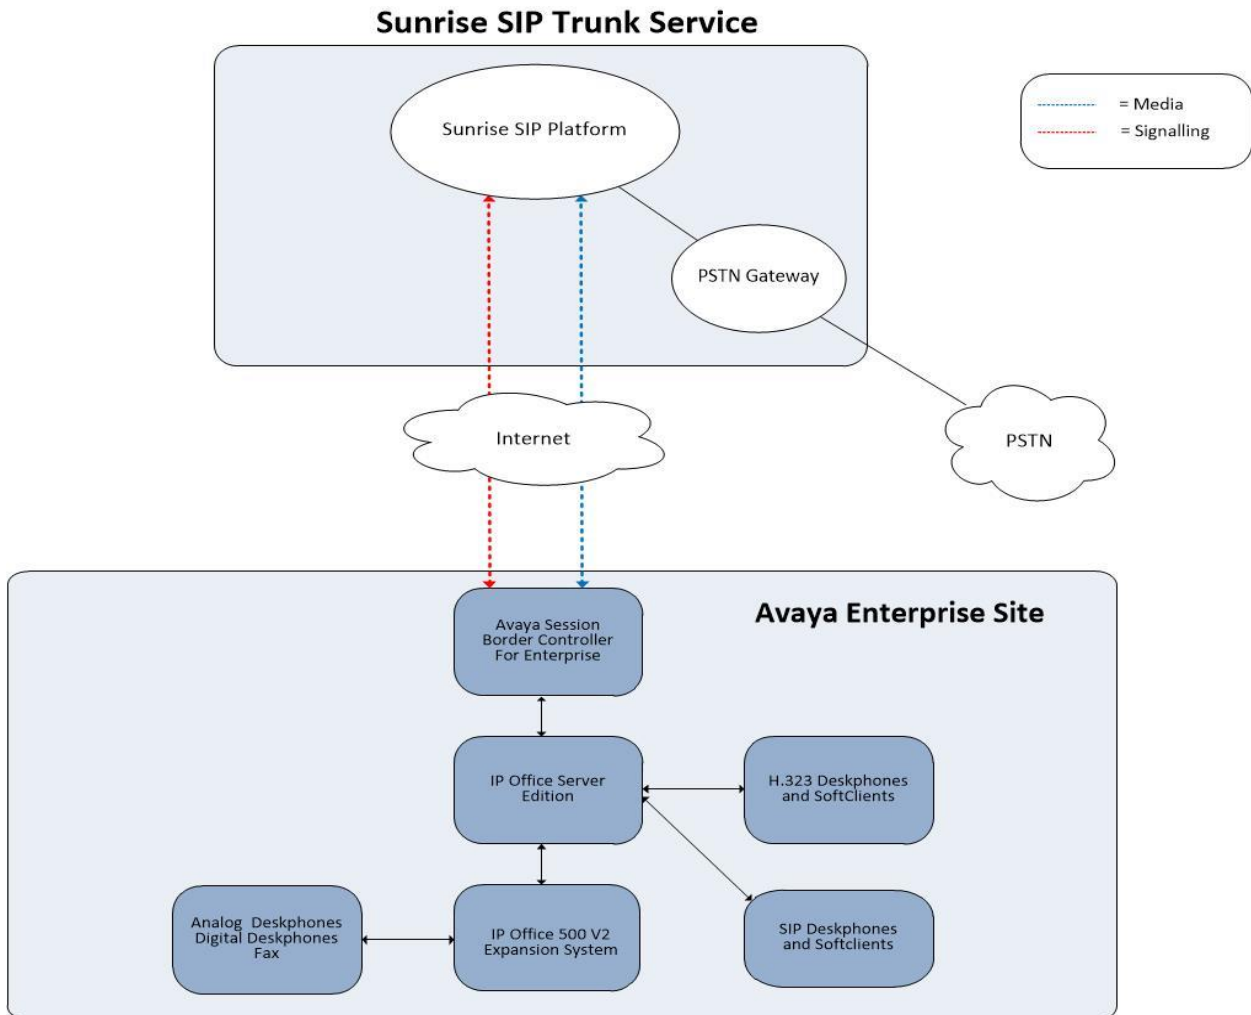 Sunrise SIP Trunk Service
Sunrise SIP Platform
= Media
= Signalling
PSTN Gateway
Internet
PSTN
Avaya Enterprise Site
Avaya Session
Border Controller
For Enterprise
IP Office Server
Edition
H.323 Deskphones
and SoftClients
Analog Deskphones
Digital Deskphones
Fax
IP Office 500 V2
Expansion System
SIP Deskphones
and Softclients